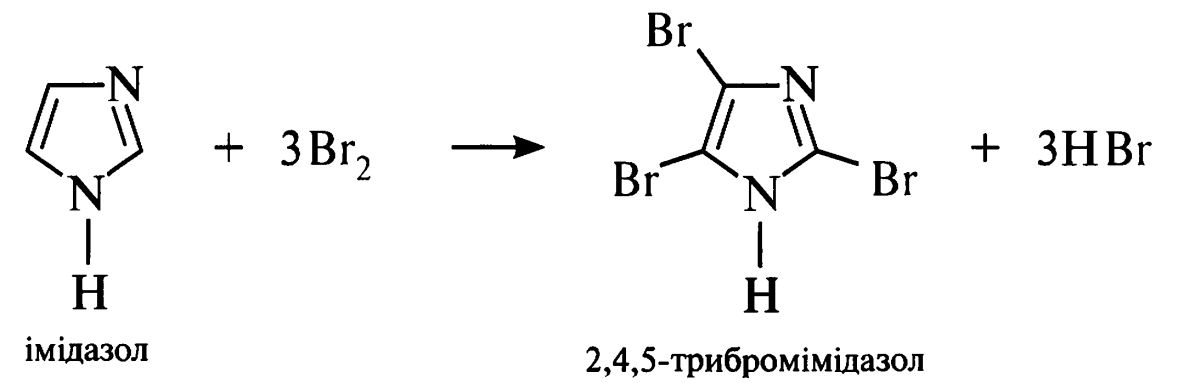 Br
N N
+ 3Br₂ + 3HBr
Br Br
N N
H H
імідазол
2,4,5-трибромімідазол